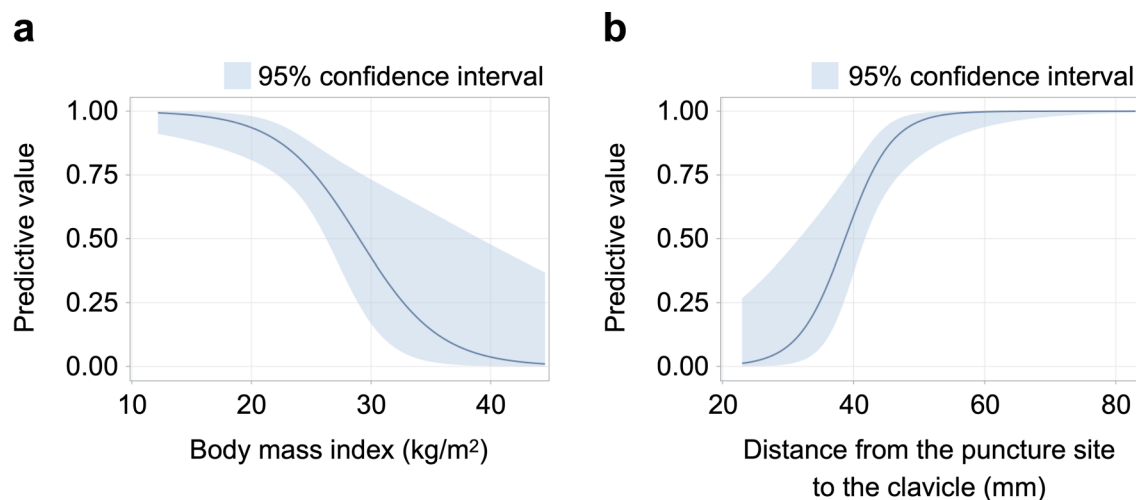 a
95% confidence interval
Predictive value
1.00
0.75
0.50
0.25
0.00
10 20 30 40
Body mass index (kg/m²)
b
95% confidence interval
Predictive value
1.00
0.75
0.50
0.25
0.00
20 40 60 80
Distance from the puncture site
to the clavicle (mm)